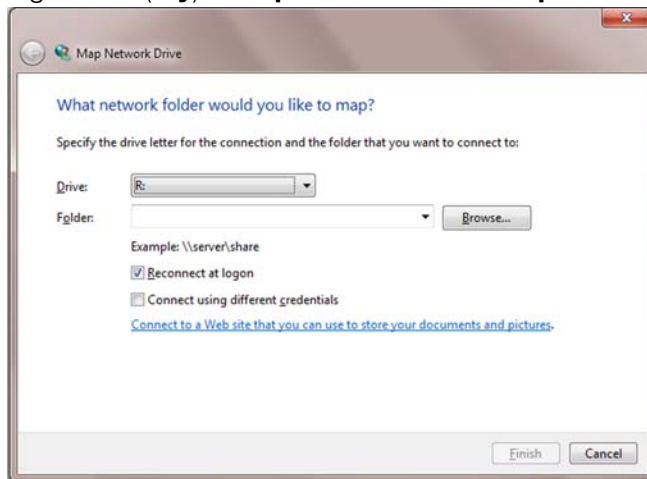 Map Network Drive
What network folder would you like to map?
Specify the drive letter for the connection and the folder that you want to connect to:
Drive: R:
Folder: Browse...
Example: \\server\share
Reconnect at logon
Connect using different credentials
Connect to a Web site that you can use to store your documents and pictures.
Finish Cancel